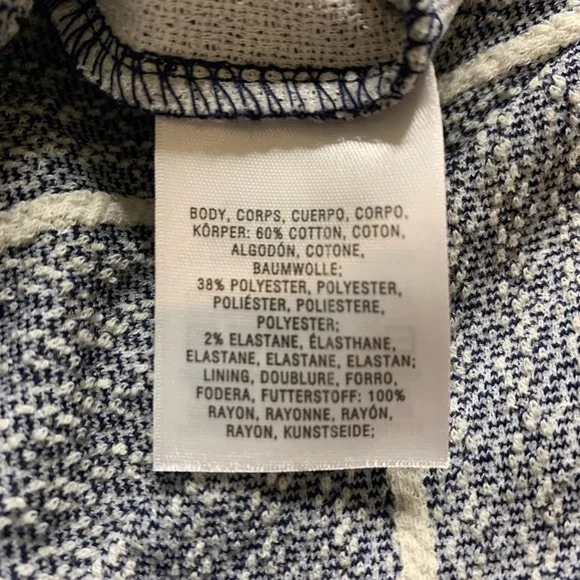 BODY, CORPS, CUERPO, CORPO,
KÖRPER: 60% COTTON, COTON,
ALGODÓN, COTONE,
BAUMWOLLE;
38% POLYESTER, POLYESTER,
POLIÉSTER, POLIESTERE,
POLYESTER;
2% ELASTANE, ÉLASTHANE,
ELASTANE, ELASTANE, ELASTAN;
LINING, DOUBLURE, FORRO,
FODERA, FUTTERSTOFF: 100%
RAYON, RAYONNE, RAYÓN,
RAYON, KUNSTSEIDE;